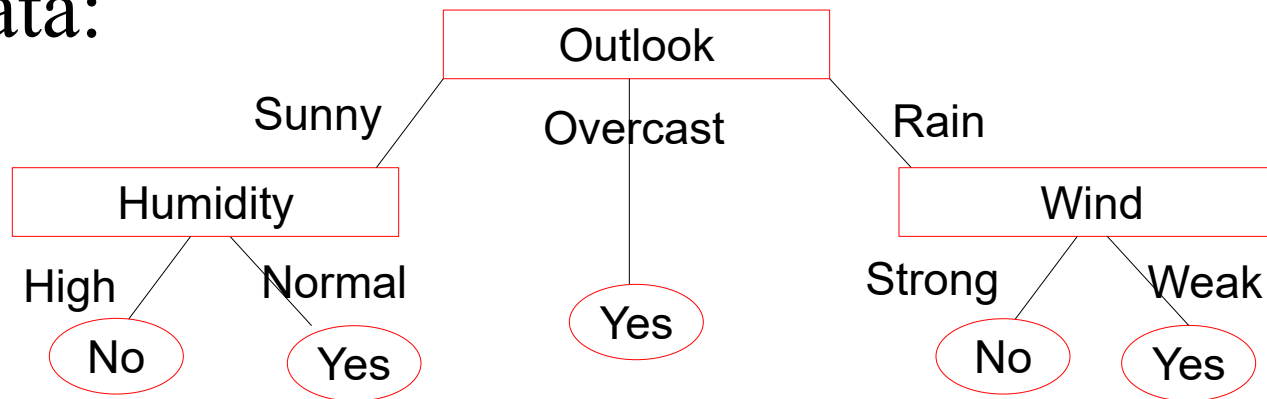 ata:
Outlook
Sunny
Overcast
Rain
Humidity
Wind
High
Normal
Strong
Weak
No
Yes
Yes
No
Yes